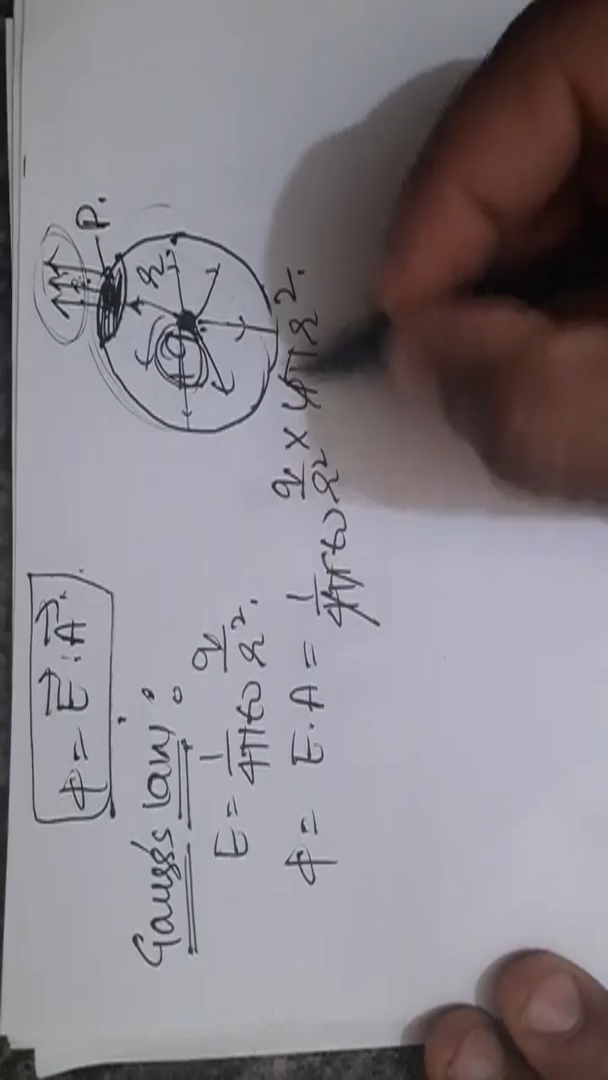 φ = E⃗ . A⃗
Gauss's law :
E = 1/4πε₀ q/r².
φ = E . A = 1/4πε₀ q/r² × 4πr².
P.
r
q